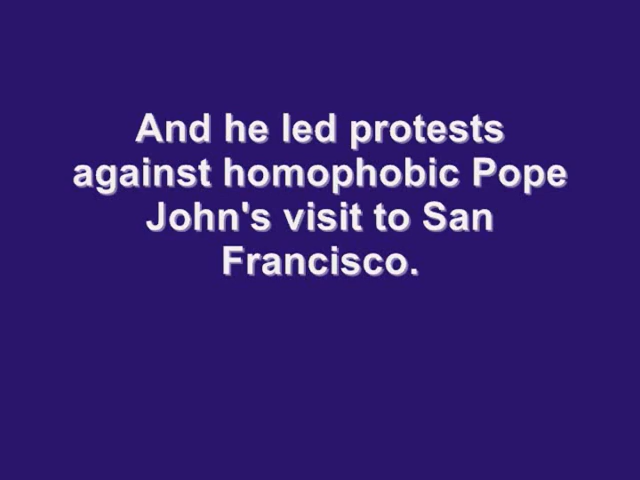 And he led protests
against homophobic Pope
John's visit to San
Francisco.